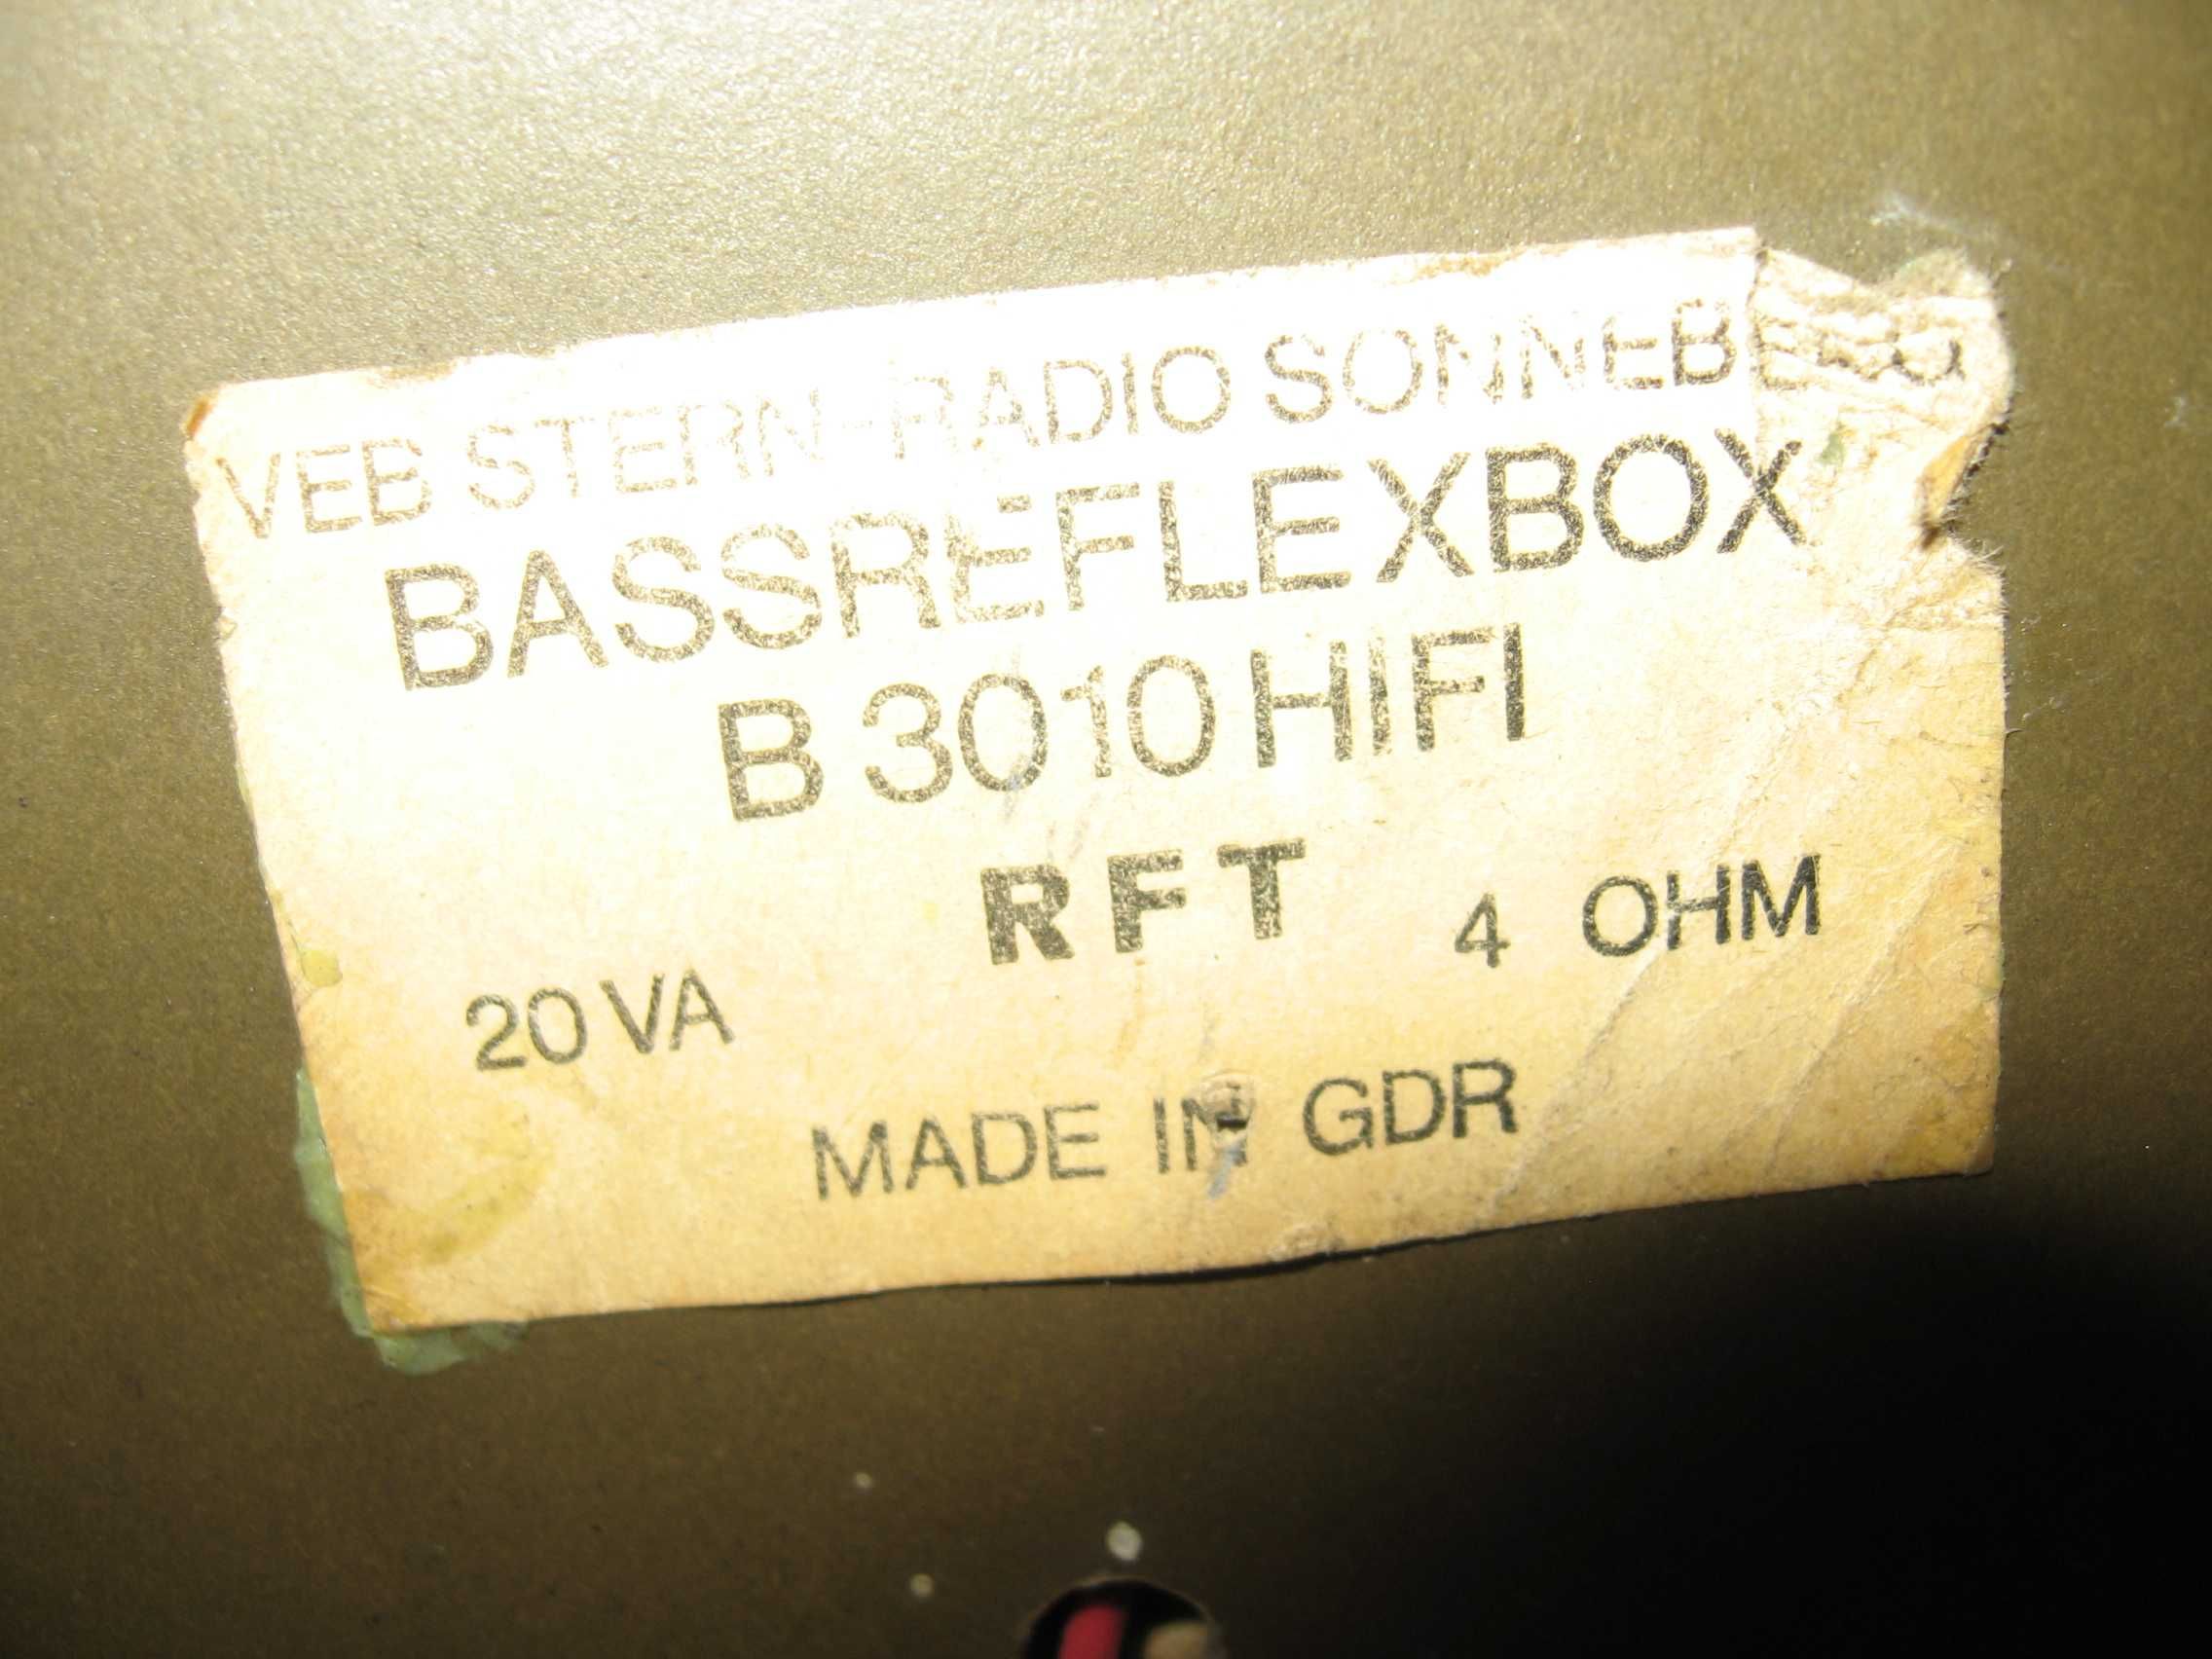 VEB STERN-RADIO SONNEBERG
BASSREFLEXBOX
B 3010 HIFI
RFT
20 VA 4 OHM
MADE IN GDR